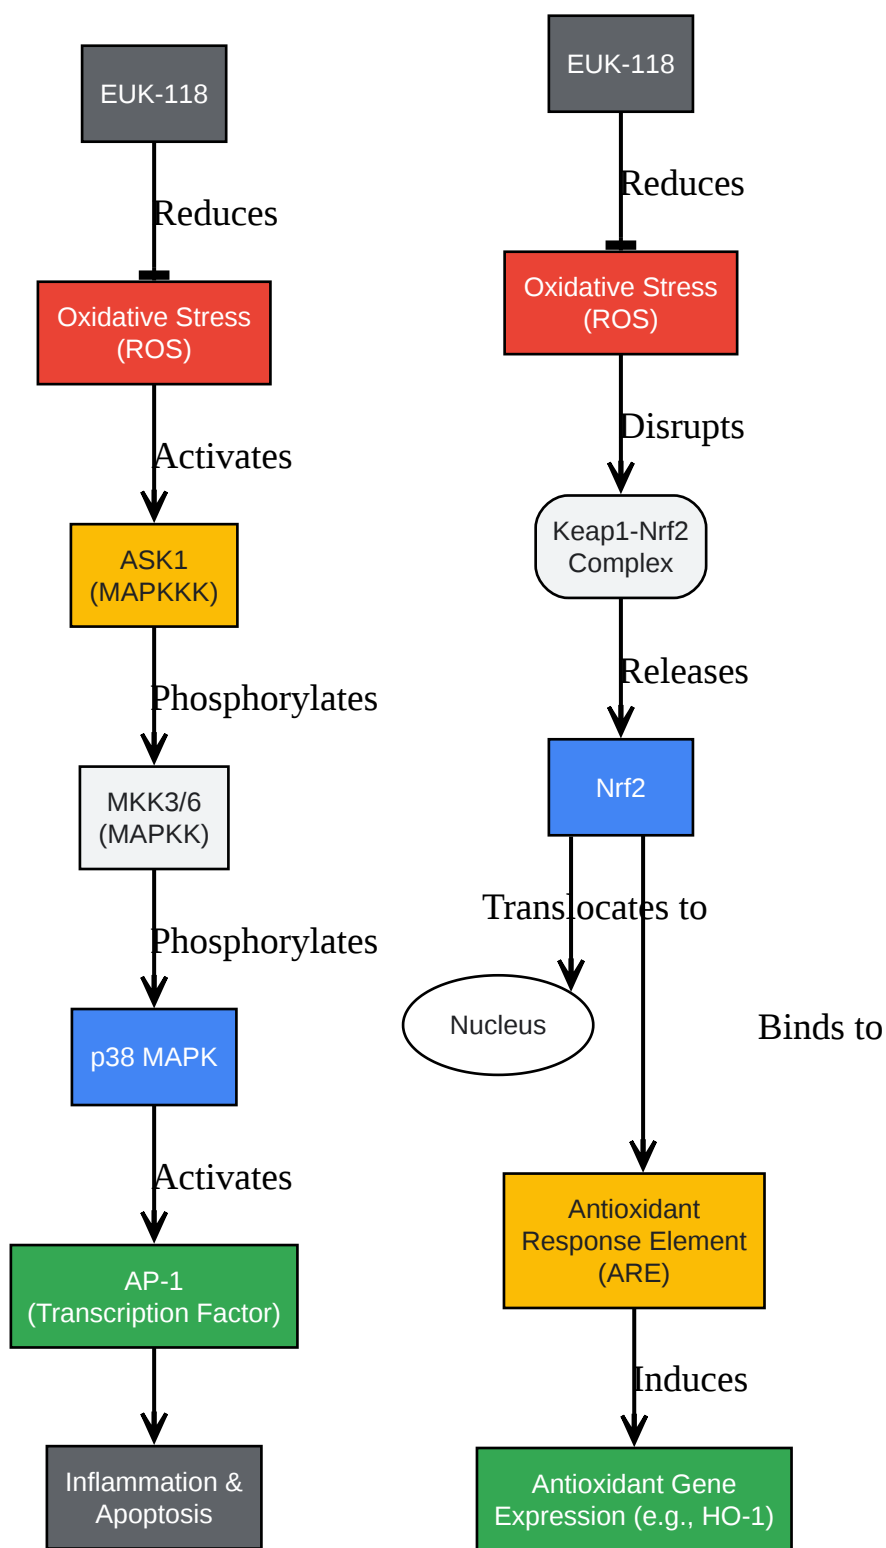 EUK-118
Reduces
Oxidative Stress
(ROS)
Activates
ASK1
(MAPKKK)
Phosphorylates
MKK3/6
(MAPKK)
Phosphorylates
p38 MAPK
Activates
AP-1
(Transcription Factor)
Inflammation &
Apoptosis
EUK-118
Reduces
Oxidative Stress
(ROS)
Disrupts
Keap1-Nrf2
Complex
Releases
Nrf2
Translocates to
Nucleus
Binds to
Antioxidant
Response Element
(ARE)
Induces
Antioxidant Gene
Expression (e.g., HO-1)